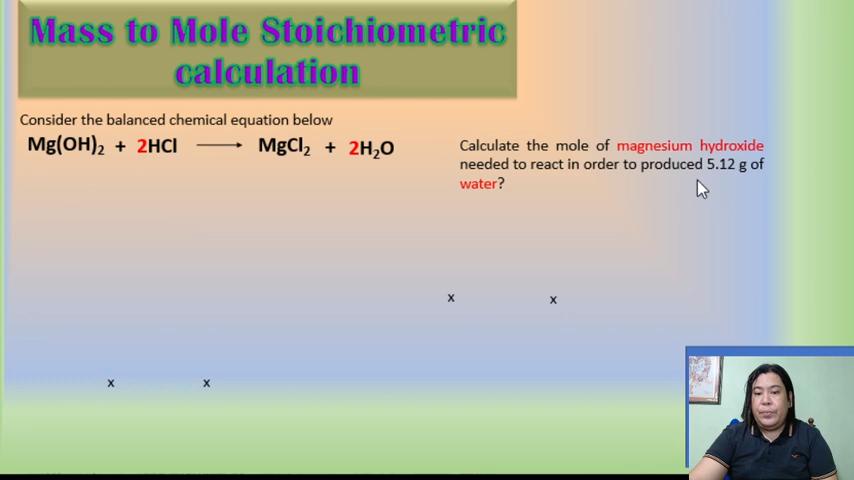 Mass to Mole Stoichiometric
calculation
Consider the balanced chemical equation below
Mg(OH)₂ + 2HCl ⟶ MgCl₂ + 2H₂O
Calculate the mole of magnesium hydroxide
needed to react in order to produced 5.12 g of
water?
x x
x x